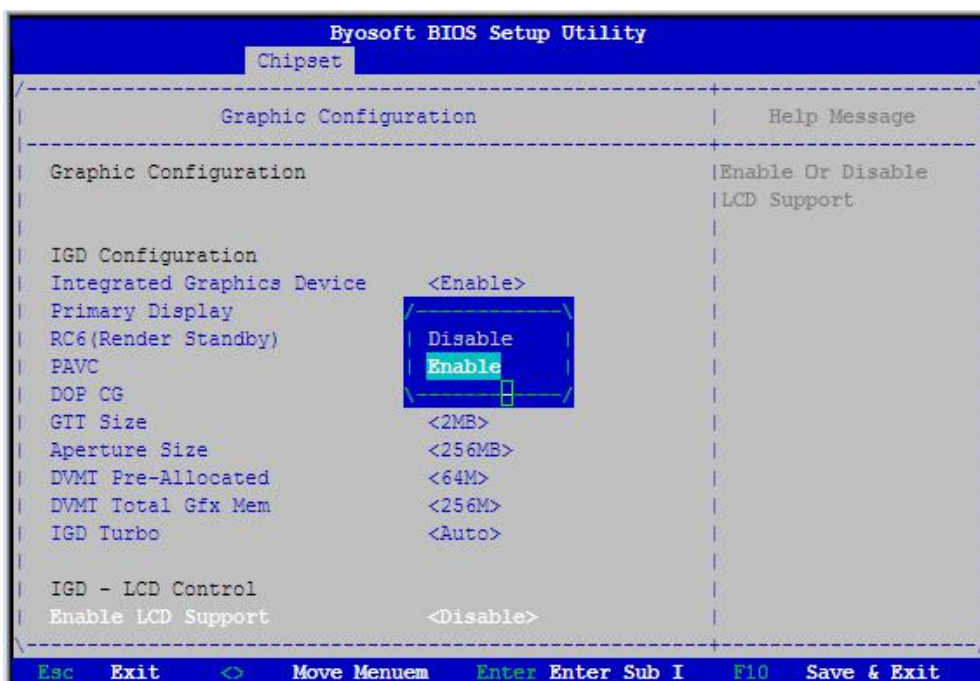 Byosoft BIOS Setup Utility
Chipset
Graphic Configuration
Help Message
Graphic Configuration
Enable Or Disable
LCD Support
IGD Configuration
Integrated Graphics Device <Enable>
Primary Display
RC6(Render Standby) Disable
PAVC Enable
DOP CG
GTT Size <2MB>
Aperture Size <256MB>
DVMT Pre-Allocated <64M>
DVMT Total Gfx Mem <256M>
IGD Turbo <Auto>
IGD - LCD Control
Enable LCD Support <Disable>
Esc Exit <> Move Menuem Enter Enter Sub I F10 Save & Exit